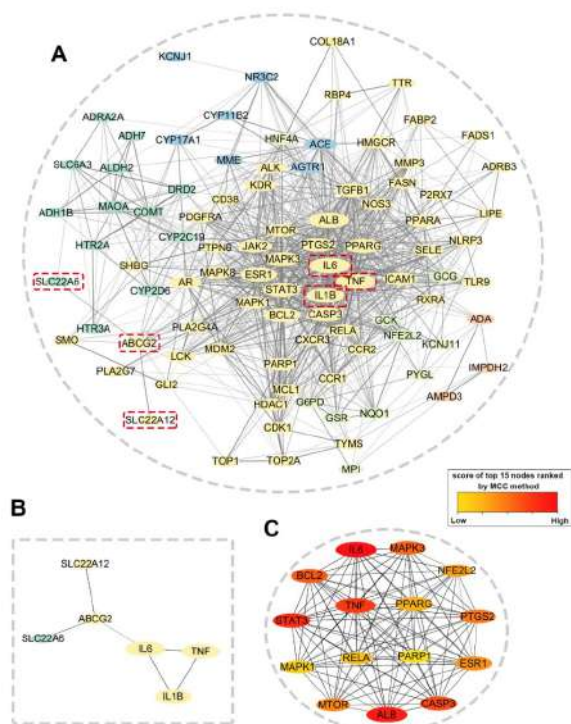 A
COL18A1
KCNJ1
NR3C2
TTR
RBP4
ADRA2A
CYP11B2
FABP2
ADH7
HNF4A
ACE
HMGCR
FADS1
CYP17A1
SLC6A3
ALDH2
MME
AGTR1
MMP3
ALK
FASN
ADRB3
DRD2
KDR
TGFB1
P2RX7
MAOA
CD38
NOS3
ADH1B
COMT
PDGFRA
ALB
PPARA
LIPE
MTOR
HTR2A
CYP2C19
PTPN6
JAK2
PTGS2
PPARG
SELE
NLRP3
MAPK3
SHBG
IL6
MAPK8
ESR1
GCG
SLC22A6
AR
TNF
ICAM1
TLR9
STAT3
CYP2D6
IL1B
RXRA
MAPK1
BCL2
CASP3
GCK
ADA
HTR3A
PLA2G4A
RELA
NFE2L2
SMO
ABCG2
CXCR3
KCNJ11
LCK
MDM2
CCR2
PARP1
IMPDH2
PLA2G7
CCR1
PYGL
GLI2
MCL1
AMPD3
HDAC1
G6PD
NQO1
SLC22A12
GSR
CDK1
TYMS
TOP1
TOP2A
MPI
score of top 15 nodes ranked
by MCC method
Low High
B
SLC22A12
ABCG2
SLC22A6
IL6
TNF
IL1B
C
IL6
MAPK3
BCL2
NFE2L2
TNF
PPARG
STAT3
PTGS2
MAPK1
RELA
PARP1
ESR1
MTOR
CASP3
ALB